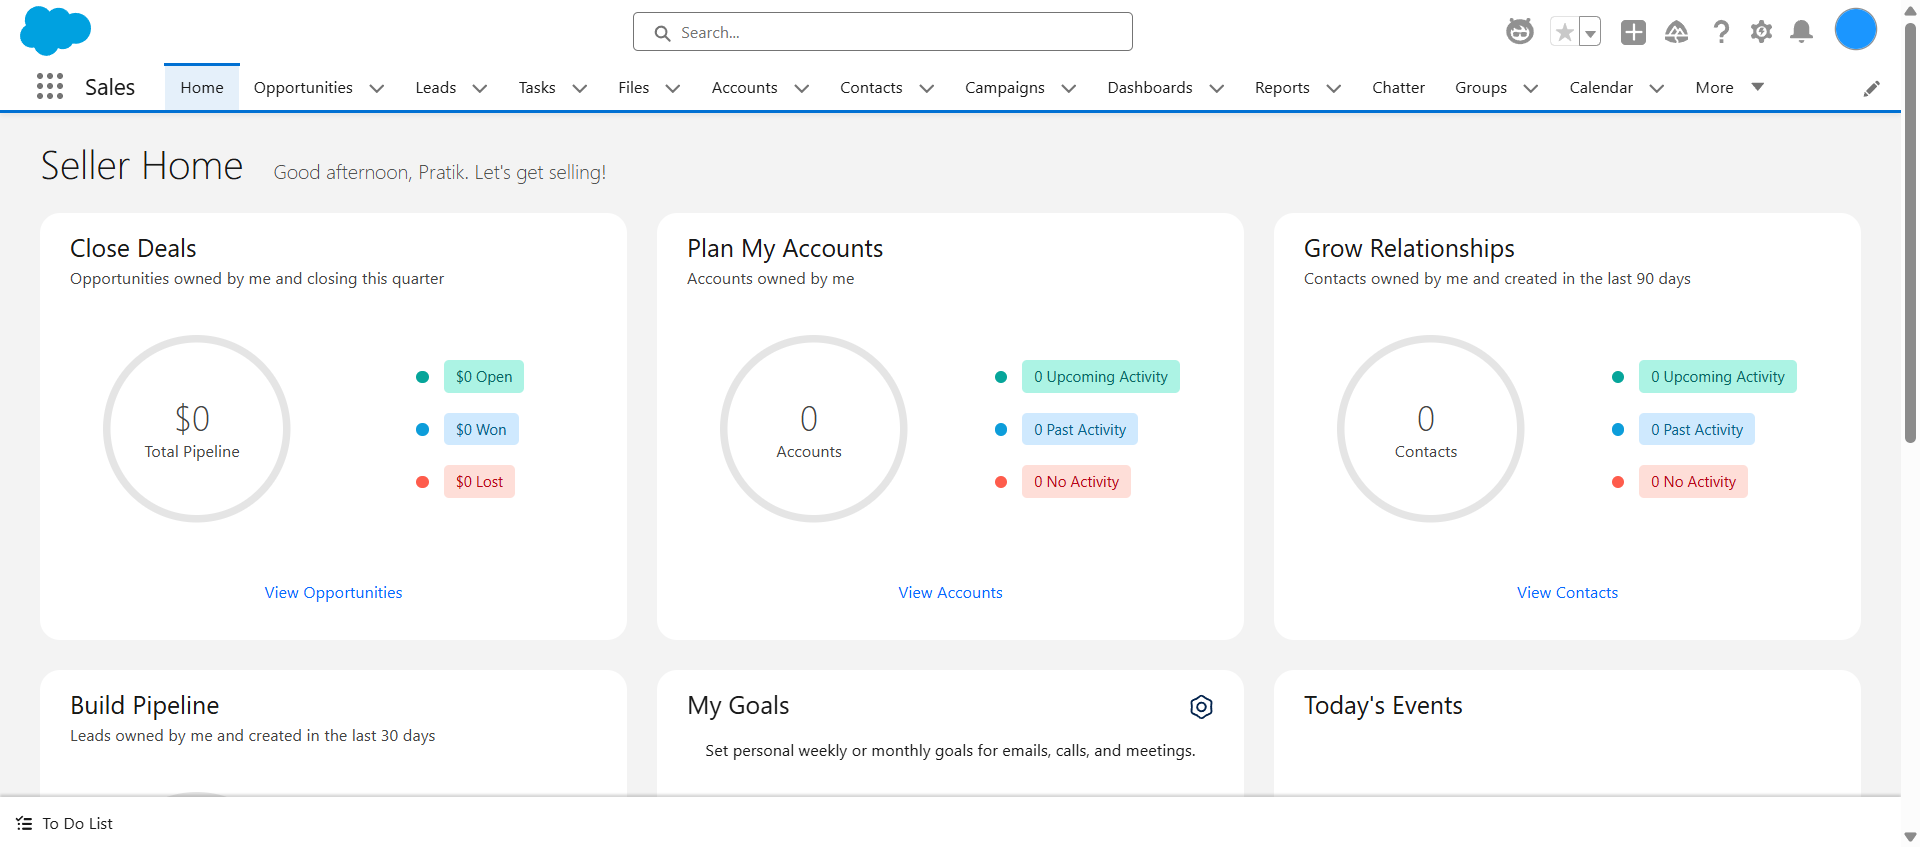 Search...
Sales
Home
Opportunities
Leads
Tasks
Files
Accounts
Contacts
Campaigns
Dashboards
Reports
Chatter
Groups
Calendar
More
Seller Home
Good afternoon, Pratik. Let's get selling!
Close Deals
Opportunities owned by me and closing this quarter
$0
Total Pipeline
$0 Open
$0 Won
$0 Lost
View Opportunities
Plan My Accounts
Accounts owned by me
0
Accounts
0 Upcoming Activity
0 Past Activity
0 No Activity
View Accounts
Grow Relationships
Contacts owned by me and created in the last 90 days
0
Contacts
0 Upcoming Activity
0 Past Activity
0 No Activity
View Contacts
Build Pipeline
Leads owned by me and created in the last 30 days
My Goals
Set personal weekly or monthly goals for emails, calls, and meetings.
Today's Events
To Do List